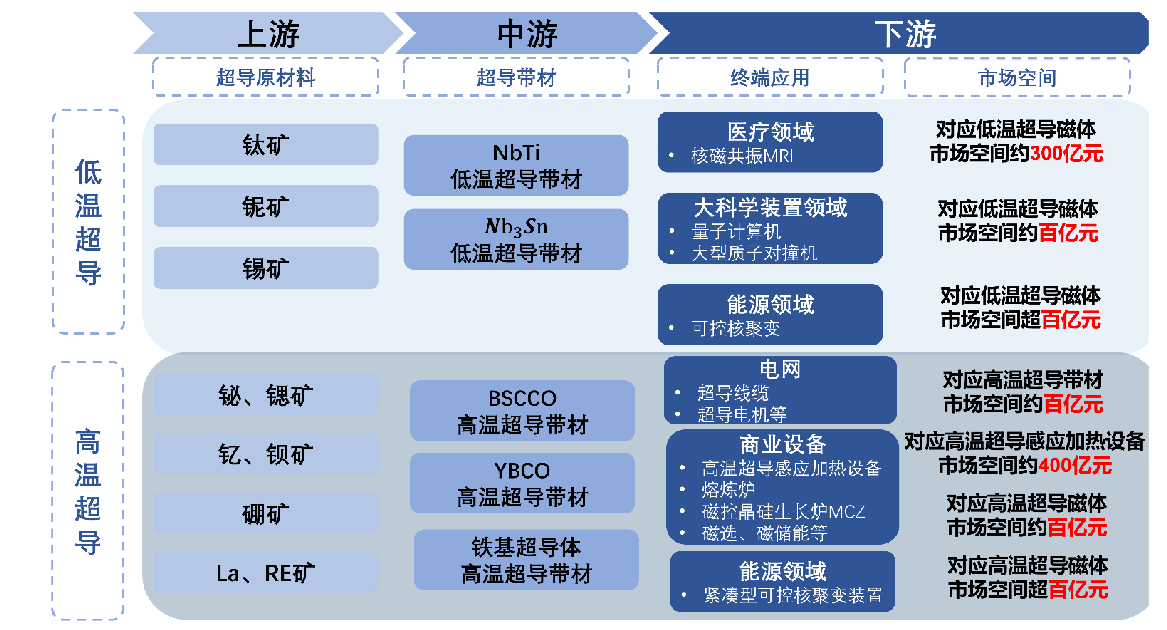 上游
中游
下游
超导原材料
超导带材
终端应用
市场空间
低温超导
钛矿
铌矿
锡矿
NbTi
低温超导带材
Nb₃Sn
低温超导带材
医疗领域
• 核磁共振MRI
大科学装置领域
• 量子计算机
• 大型质子对撞机
能源领域
• 可控核聚变
对应低温超导磁体
市场空间约300亿元
对应低温超导磁体
市场空间约百亿元
对应低温超导磁体
市场空间超百亿元
高温超导
铋、锶矿
钇、钡矿
硼矿
La、RE矿
BSCCO
高温超导带材
YBCO
高温超导带材
铁基超导体
高温超导带材
电网
• 超导线缆
• 超导电机等
商业设备
• 高温超导感应加热设备
• 熔炼炉
• 磁控晶硅生长炉MCZ
• 磁选、磁储能等
能源领域
• 紧凑型可控核聚变装置
对应高温超导带材
市场空间约百亿元
对应高温超导感应加热设备
市场空间约400亿元
对应高温超导磁体
市场空间约百亿元
对应高温超导磁体
市场空间超百亿元